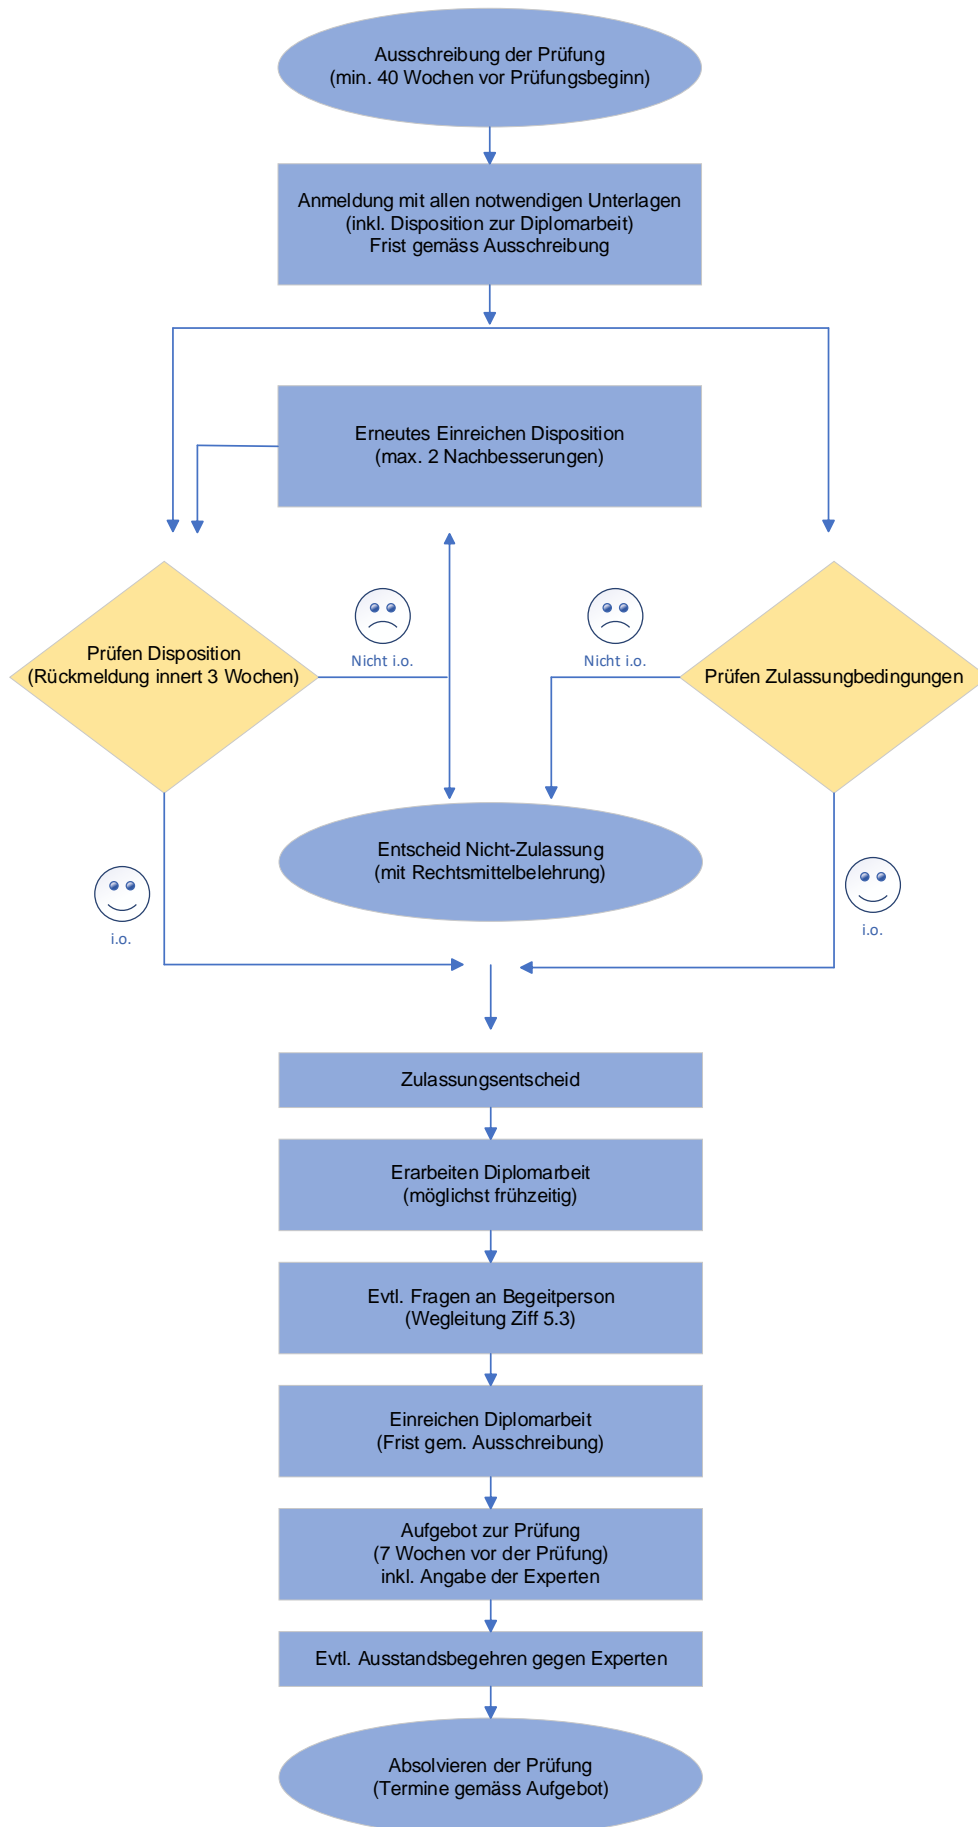 Ausschreibung der Prüfung
(min. 40 Wochen vor Prüfungsbeginn)
Anmeldung mit allen notwendigen Unterlagen
(inkl. Disposition zur Diplomarbeit)
Frist gemäss Ausschreibung
Erneutes Einreichen Disposition
(max. 2 Nachbesserungen)
Prüfen Disposition
(Rückmeldung innert 3 Wochen)
Nicht i.o.
Nicht i.o.
Prüfen Zulassungbedingungen
Entscheid Nicht-Zulassung
(mit Rechtsmittelbelehrung)
i.o.
i.o.
Zulassungsentscheid
Erarbeiten Diplomarbeit
(möglichst frühzeitig)
Evtl. Fragen an Begeitperson
(Wegleitung Ziff 5.3)
Einreichen Diplomarbeit
(Frist gem. Ausschreibung)
Aufgebot zur Prüfung
(7 Wochen vor der Prüfung)
inkl. Angabe der Experten
Evtl. Ausstandsbegehren gegen Experten
Absolvieren der Prüfung
(Termine gemäss Aufgebot)